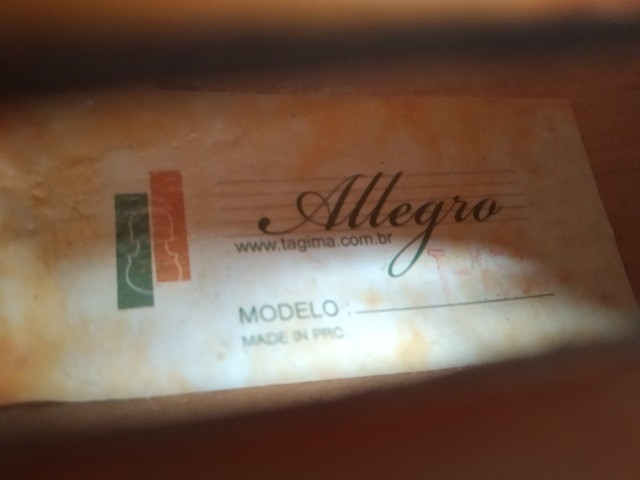 Allegro
www.tagima.com.br
MODELO :
MADE IN PRC